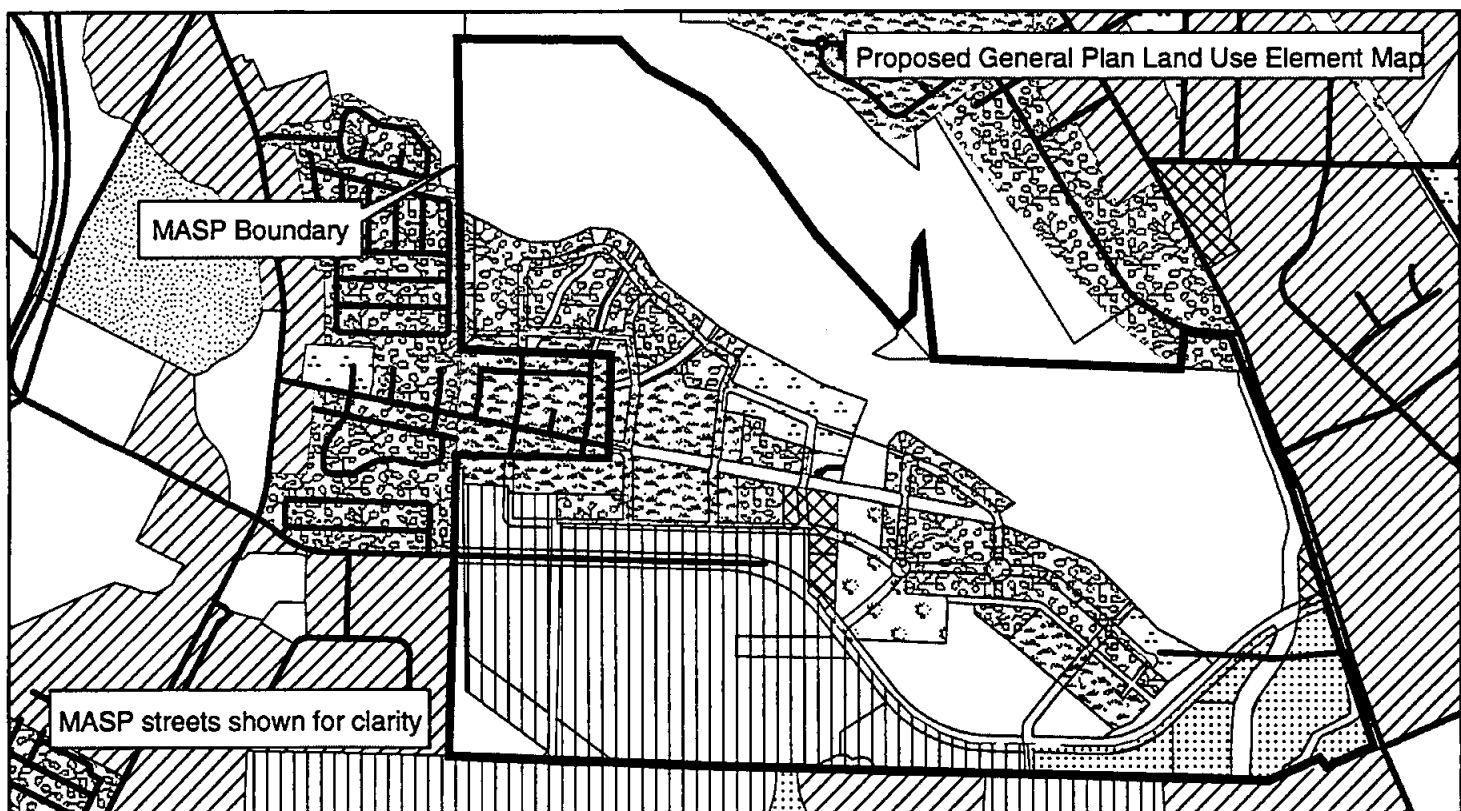 Proposed General Plan Land Use Element Map
MASP Boundary
MASP streets shown for clarity